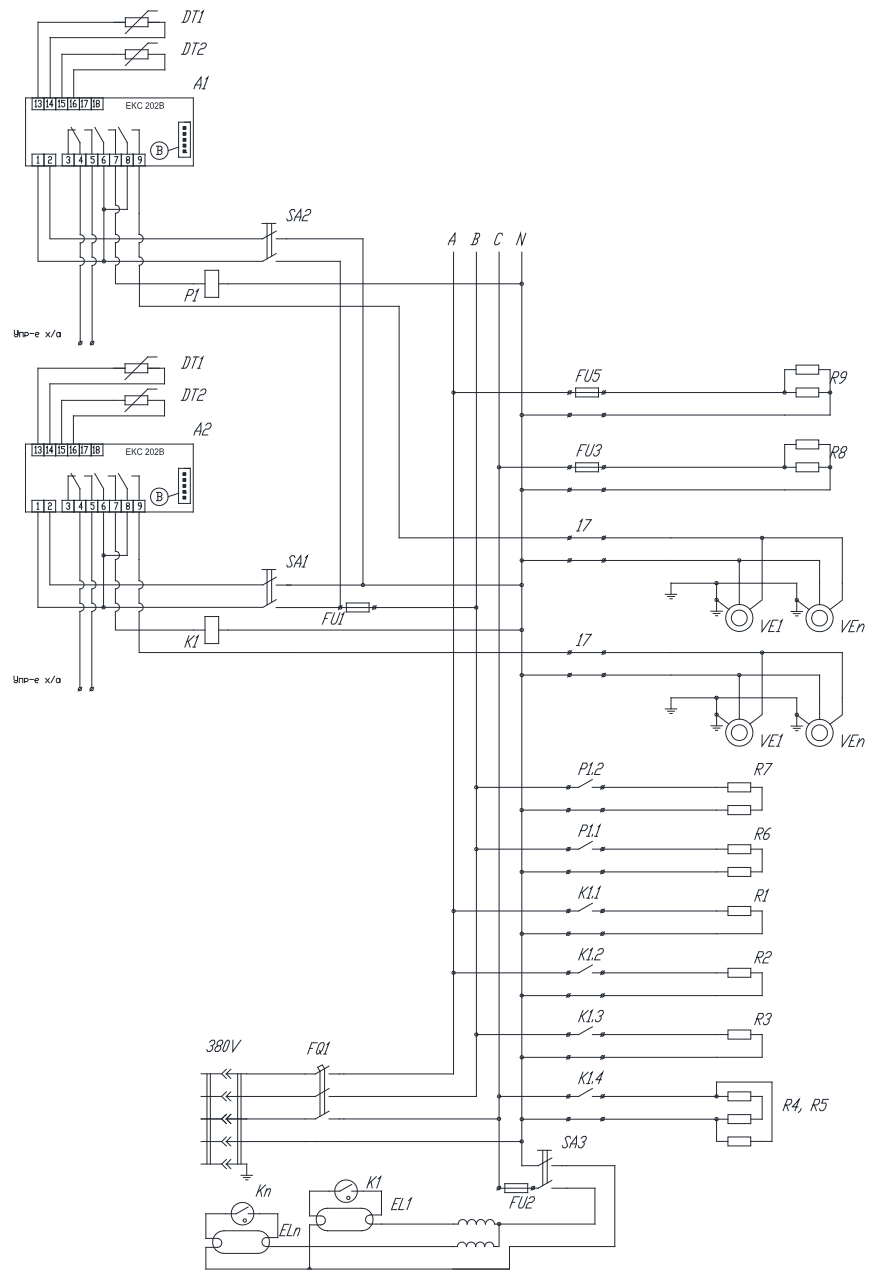 DT1
DT2
A1
13 14 15 16 17 18
EKC 202B
B
1 2 3 4 5 6 7 8 9
SA2
A B C N
P1
Упр-е х/а
DT1
DT2
FU5
R9
A2
13 14 15 16 17 18
EKC 202B
FU3
R8
B
1 2 3 4 5 6 7 8 9
17
SA1
FU1
VE1
VEn
K1
17
Упр-е х/а
VE1
VEn
P1.2
R7
P1.1
R6
K1.1
R1
K1.2
R2
K1.3
R3
380V
FQ1
K1.4
R4, R5
SA3
Kn
K1
EL1
FU2
ELn